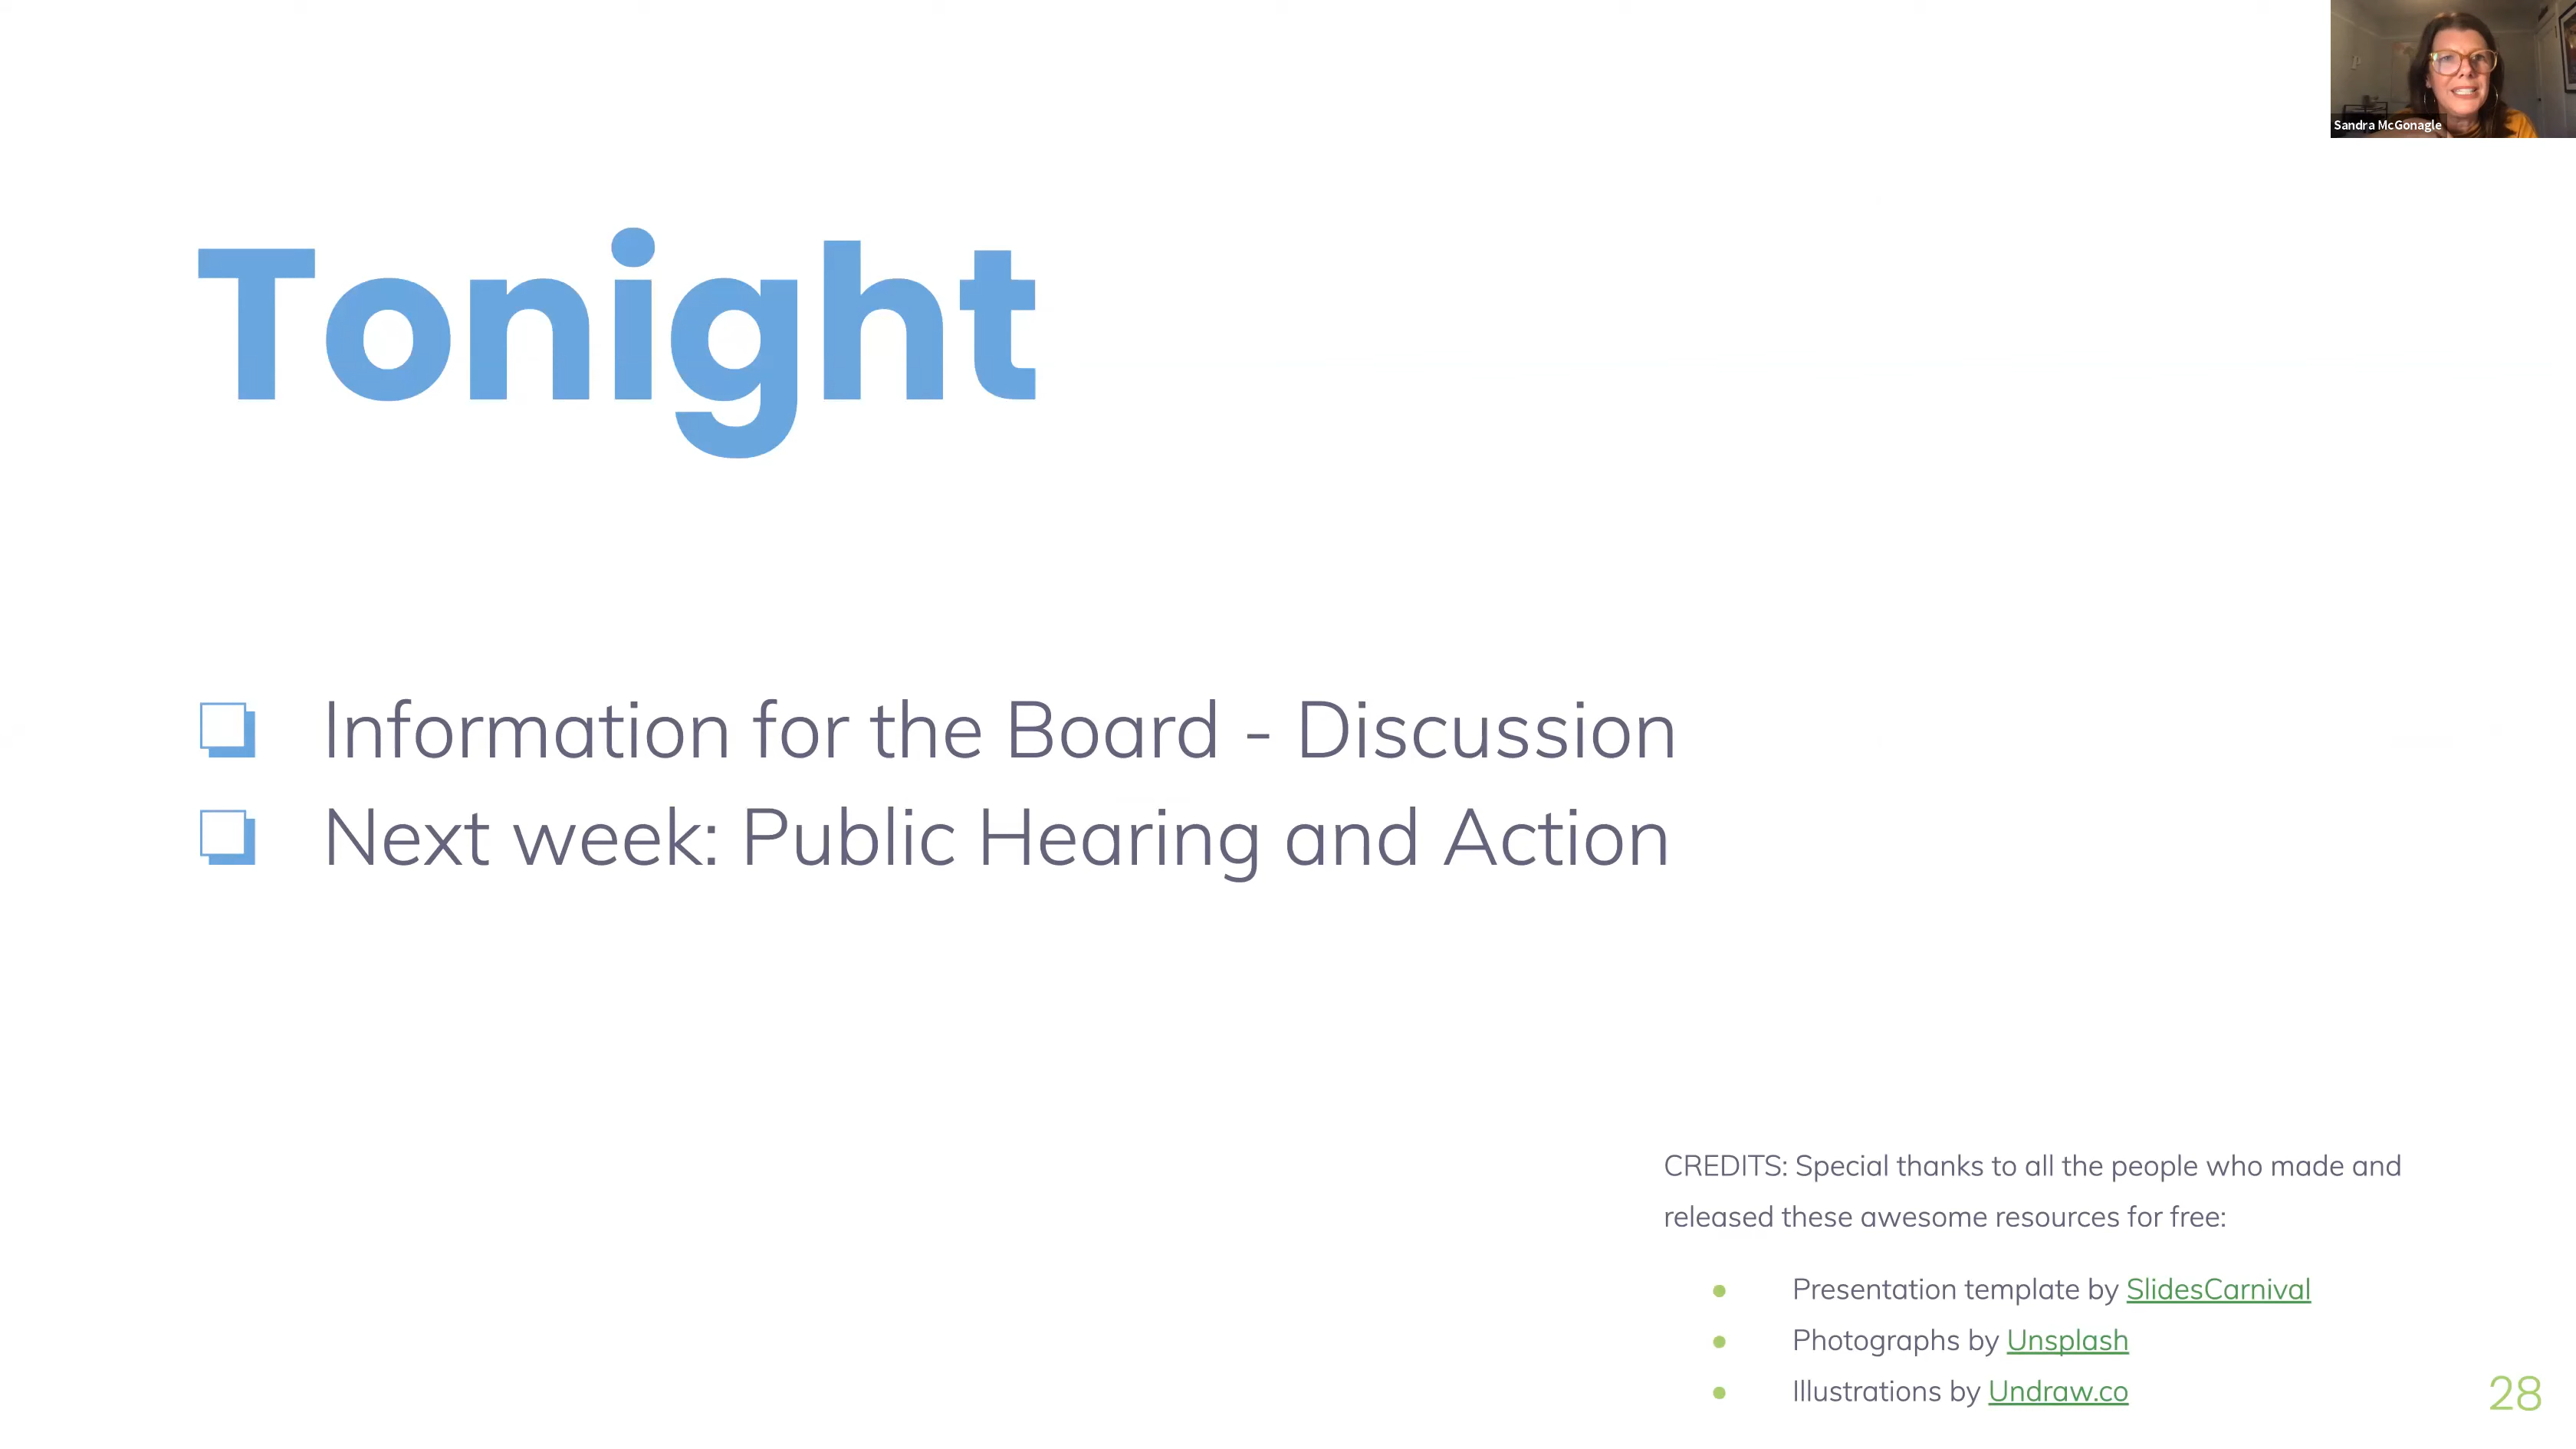 Sandra McGonagle
Tonight
Information for the Board - Discussion
Next week: Public Hearing and Action
CREDITS: Special thanks to all the people who made and
released these awesome resources for free:
Presentation template by SlidesCarnival
Photographs by Unsplash
Illustrations by Undraw.co
28